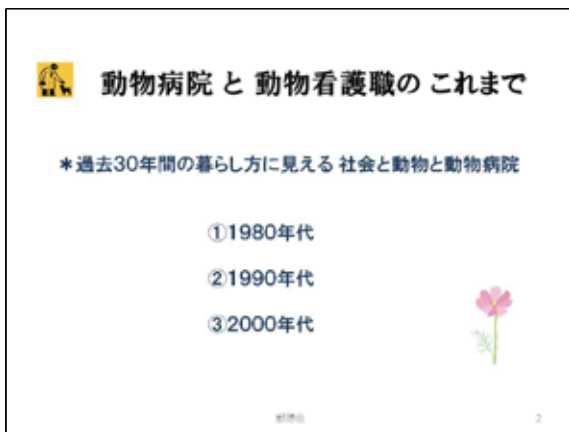 動物病院 と 動物看護職の これまで
＊過去30年間の暮らし方に見える 社会と動物と動物病院
①1980年代
②1990年代
③2000年代
2